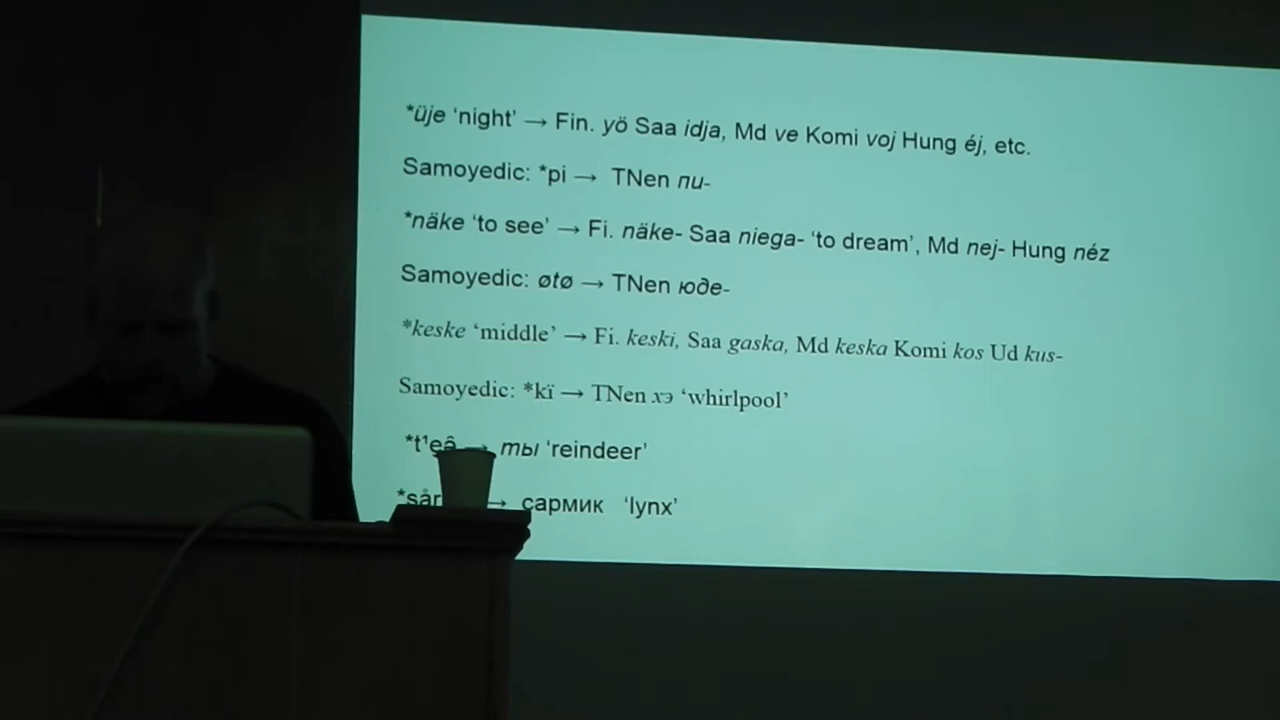 *üje ‘night’ → Fin. yö Saa idja, Md ve Komi voj Hung éj, etc.
Samoyedic: *pi → TNen пи-
*näke ‘to see’ → Fi. näke- Saa niega- ‘to dream’, Md nej- Hung néz
Samoyedic: øtø → TNen юде-
*keske ‘middle’ → Fi. keski, Saa gaska, Md keska Komi kos Ud kus-
Samoyedic: *kï → TNen хэ ‘whirlpool’
→ ты ‘reindeer’
→ сармик ‘lynx’